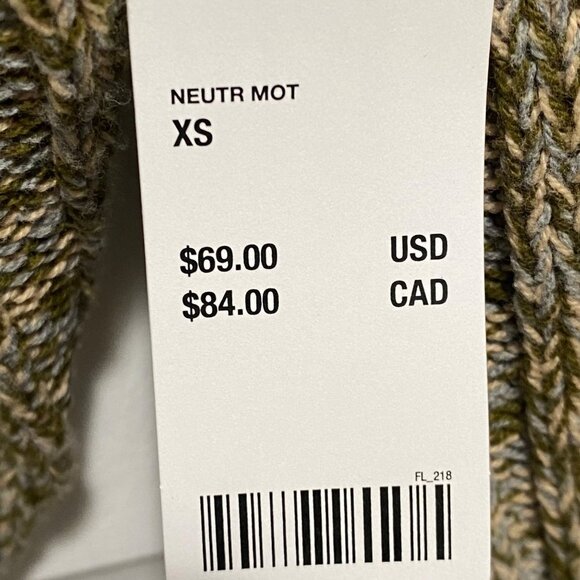 NEUTR MOT
XS
$69.00 USD
$84.00 CAD
FL_218